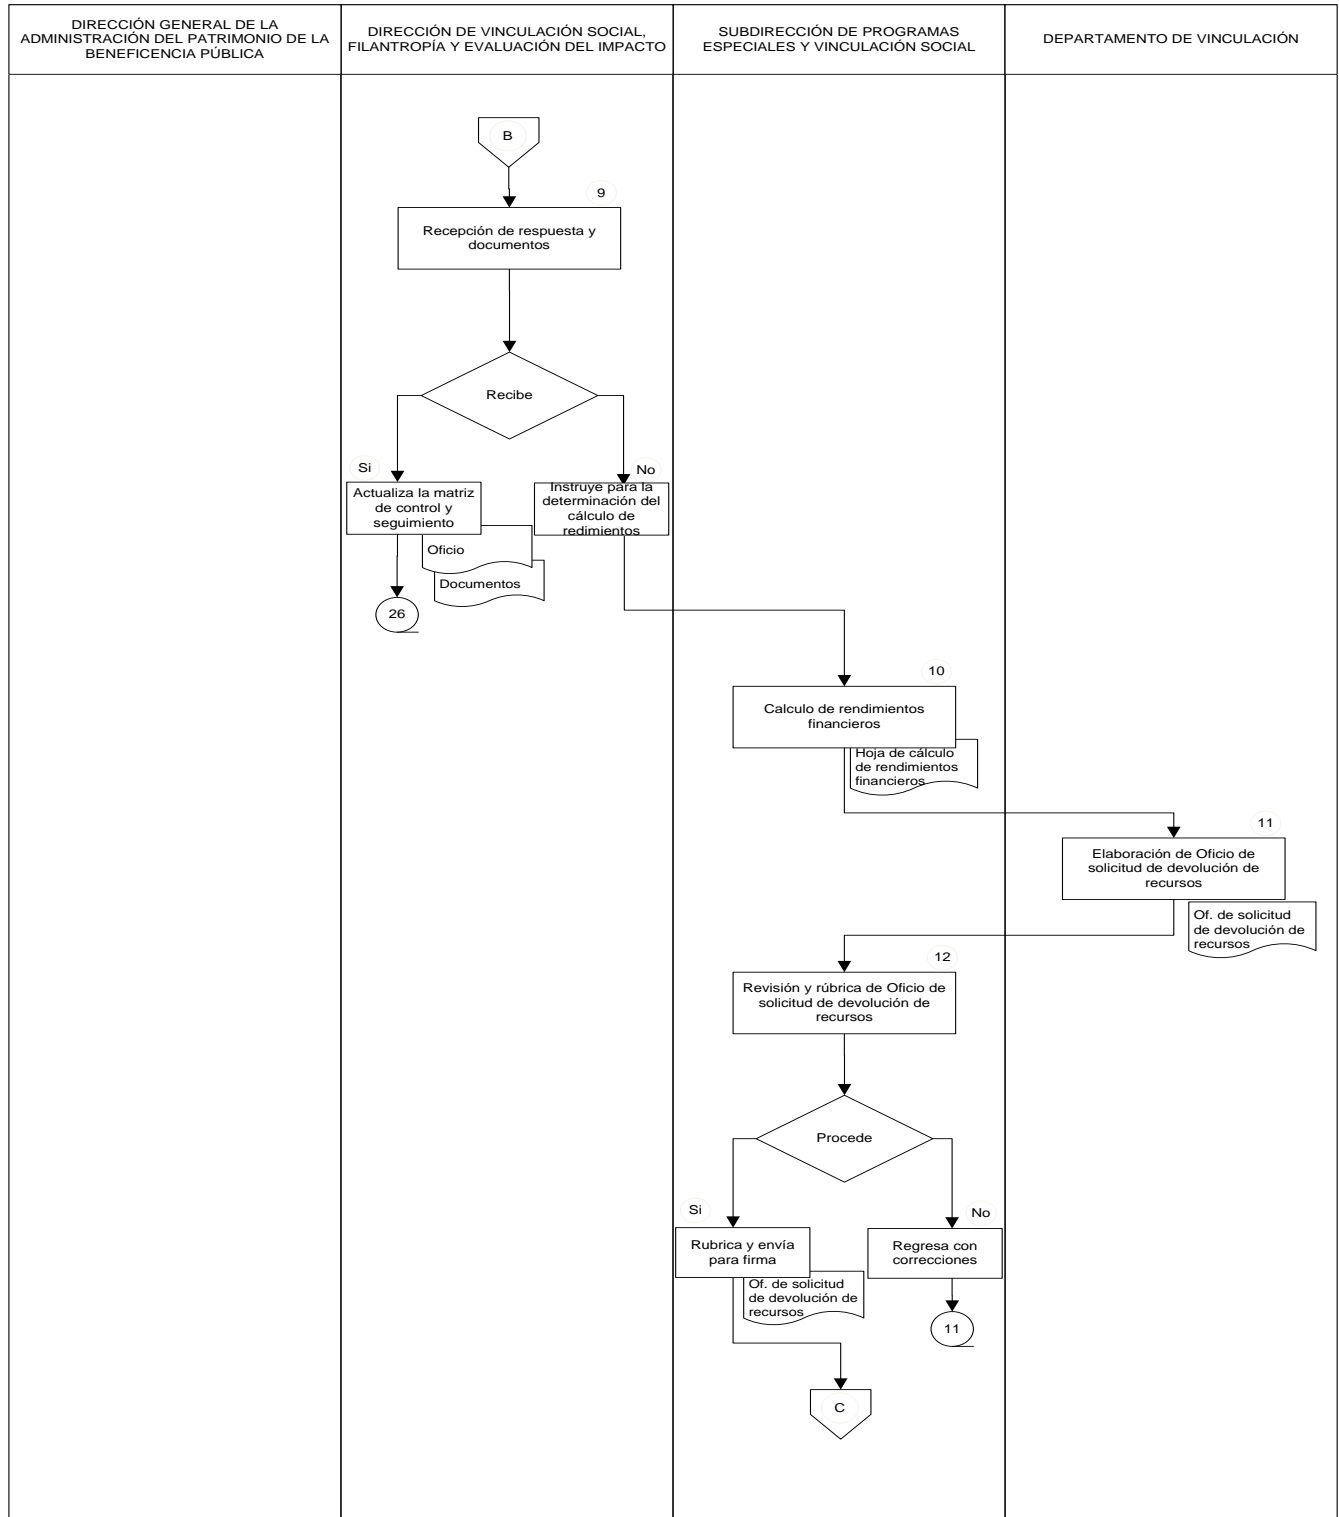 DIRECCIÓN GENERAL DE LA
ADMINISTRACIÓN DEL PATRIMONIO DE LA
BENEFICENCIA PÚBLICA
DIRECCIÓN DE VINCULACIÓN SOCIAL,
FILANTROPÍA Y EVALUACIÓN DEL IMPACTO
SUBDIRECCIÓN DE PROGRAMAS
ESPECIALES Y VINCULACIÓN SOCIAL
DEPARTAMENTO DE VINCULACIÓN
B
9
Recepción de respuesta y
documentos
Recibe
Si
No
Actualiza la matriz
de control y
seguimiento
Instruye para la
determinación del
cálculo de
redimientos
Oficio
Documentos
26
10
Calculo de rendimientos
financieros
Hoja de cálculo
de rendimientos
financieros
11
Elaboración de Oficio de
solicitud de devolución de
recursos
Of. de solicitud
de devolución de
recursos
12
Revisión y rúbrica de Oficio de
solicitud de devolución de
recursos
Procede
Si
No
Rubrica y envía
para firma
Regresa con
correcciones
Of. de solicitud
de devolución de
recursos
11
C